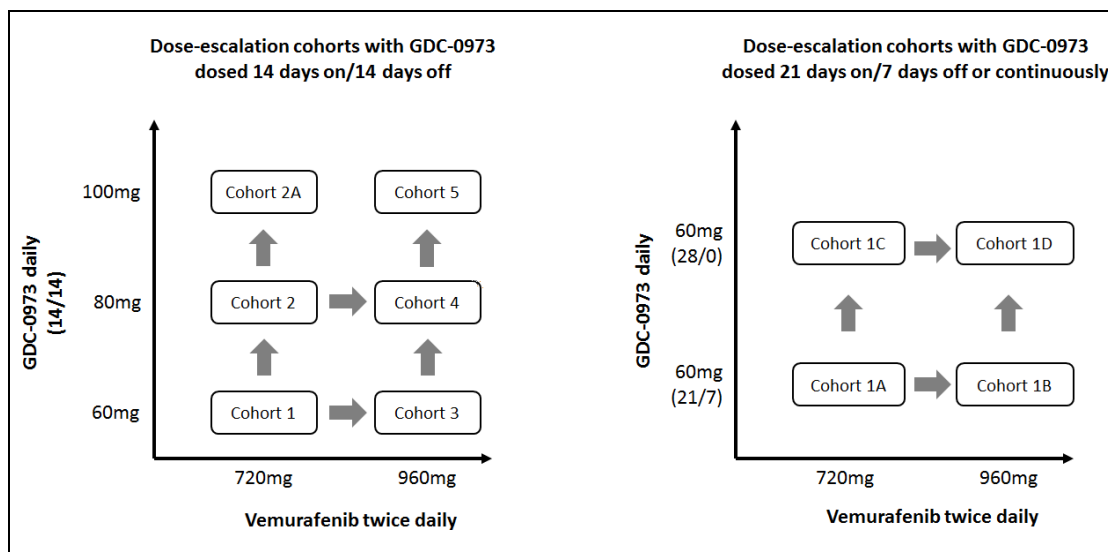 Dose-escalation cohorts with GDC-0973
dosed 14 days on/14 days off
GDC-0973 daily
(14/14)
100mg
Cohort 2A
Cohort 5
80mg
Cohort 2
Cohort 4
60mg
Cohort 1
Cohort 3
720mg
960mg
Vemurafenib twice daily
Dose-escalation cohorts with GDC-0973
dosed 21 days on/7 days off or continuously
GDC-0973 daily
60mg
(28/0)
Cohort 1C
Cohort 1D
60mg
(21/7)
Cohort 1A
Cohort 1B
720mg
960mg
Vemurafenib twice daily